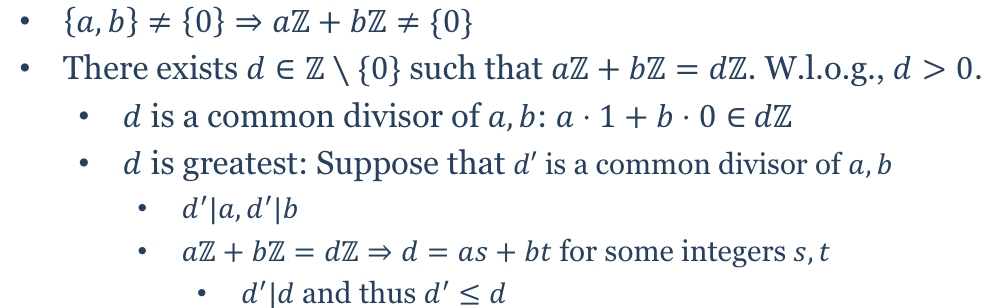 • {a, b} ≠ {0} ⇒ aℤ + bℤ ≠ {0}
• There exists d ∈ ℤ \ {0} such that aℤ + bℤ = dℤ. W.l.o.g., d > 0.
• d is a common divisor of a, b: a · 1 + b · 0 ∈ dℤ
• d is greatest: Suppose that d′ is a common divisor of a, b
• d′|a, d′|b
• aℤ + bℤ = dℤ ⇒ d = as + bt for some integers s, t
• d′|d and thus d′ ≤ d